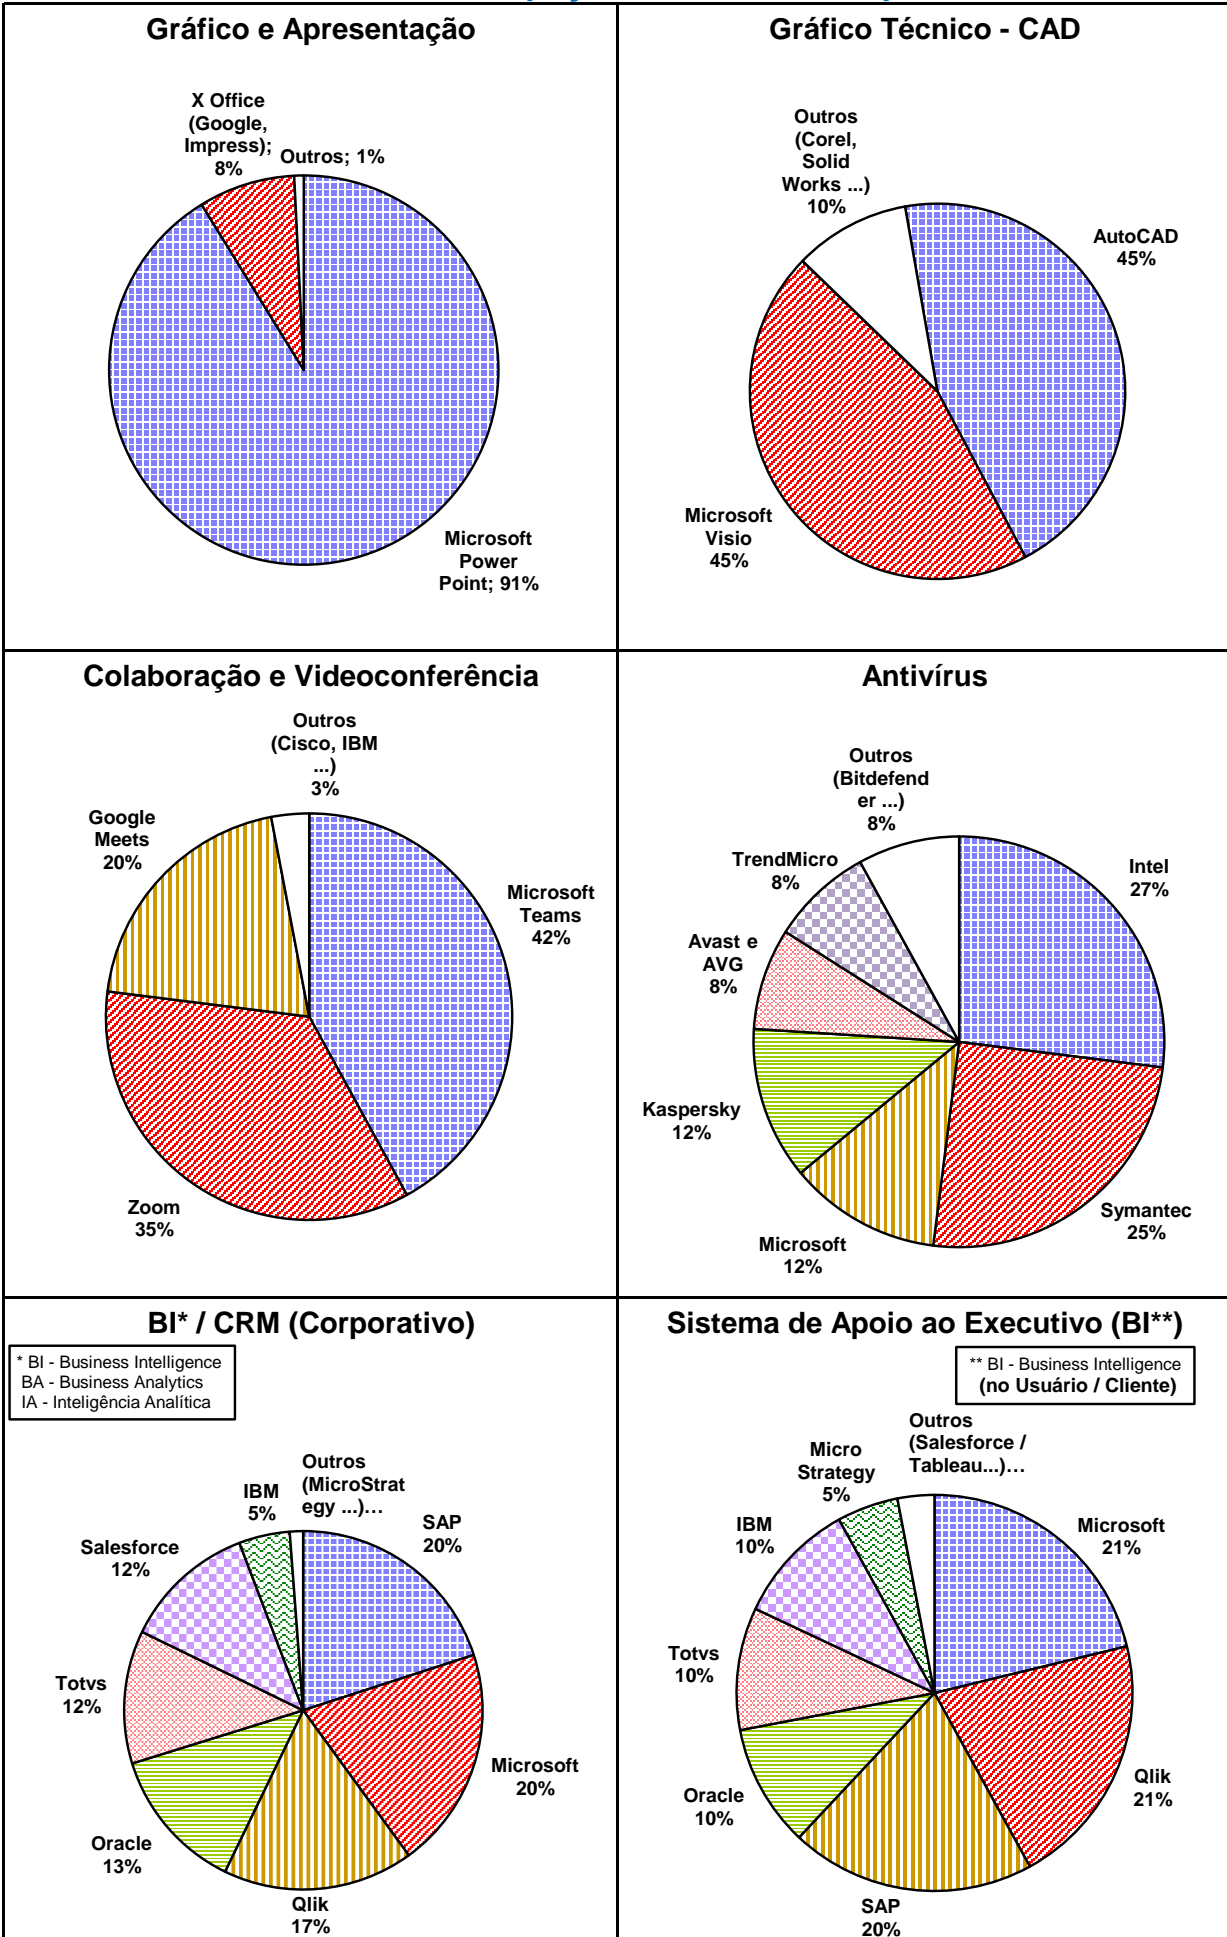 Gráfico e Apresentação
X Office
(Google,
Impress);
8%
Outros; 1%
Microsoft
Power
Point; 91%
Gráfico Técnico - CAD
Outros
(Corel,
Solid
Works ...)
10%
AutoCAD
45%
Microsoft
Visio
45%
Colaboração e Videoconferência
Outros
(Cisco, IBM
...)
3%
Google
Meets
20%
Microsoft
Teams
42%
Zoom
35%
Antivírus
Outros
(Bitdefend
er ...)
8%
TrendMicro
8%
Intel
27%
Avast e
AVG
8%
Kaspersky
12%
Symantec
25%
Microsoft
12%
BI* / CRM (Corporativo)
* BI - Business Intelligence
BA - Business Analytics
IA - Inteligência Analítica
Outros
(MicroStrat
egy ...)…
IBM
5%
SAP
20%
Salesforce
12%
Totvs
12%
Microsoft
20%
Oracle
13%
Qlik
17%
Sistema de Apoio ao Executivo (BI**)
** BI - Business Intelligence
(no Usuário / Cliente)
Outros
(Salesforce /
Tableau...)…
Micro
Strategy
5%
Microsoft
21%
IBM
10%
Totvs
10%
Qlik
21%
Oracle
10%
SAP
20%